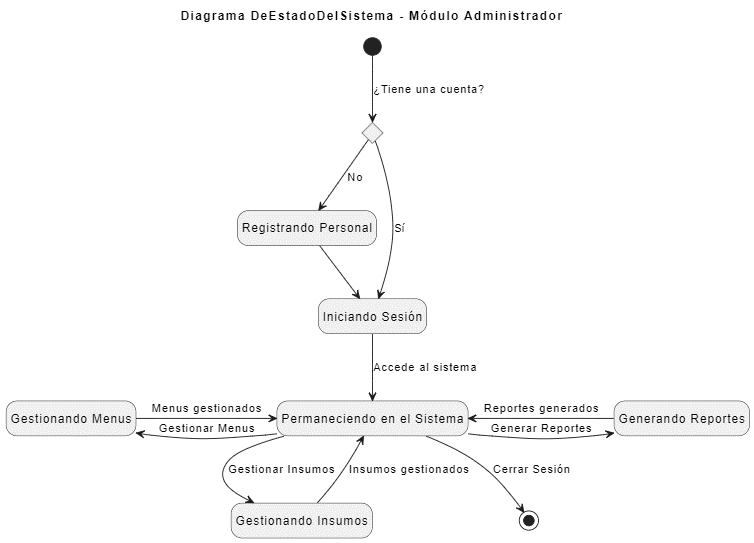 Diagrama DeEstadoDelSistema - Módulo Administrador
¿Tiene una cuenta?
No
Registrando Personal
Sí
Iniciando Sesión
Accede al sistema
Gestionando Menus
Menus gestionados
Gestionar Menus
Permaneciendo en el Sistema
Reportes generados
Generar Reportes
Generando Reportes
Gestionar Insumos
Insumos gestionados
Cerrar Sesión
Gestionando Insumos